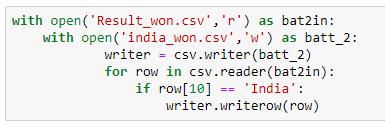 with open('Result_won.csv','r') as bat2in:
    with open('india_won.csv','w') as batt_2:
            writer = csv.writer(batt_2)
            for row in csv.reader(bat2in):
                if row[10] == 'India':
                    writer.writerow(row)